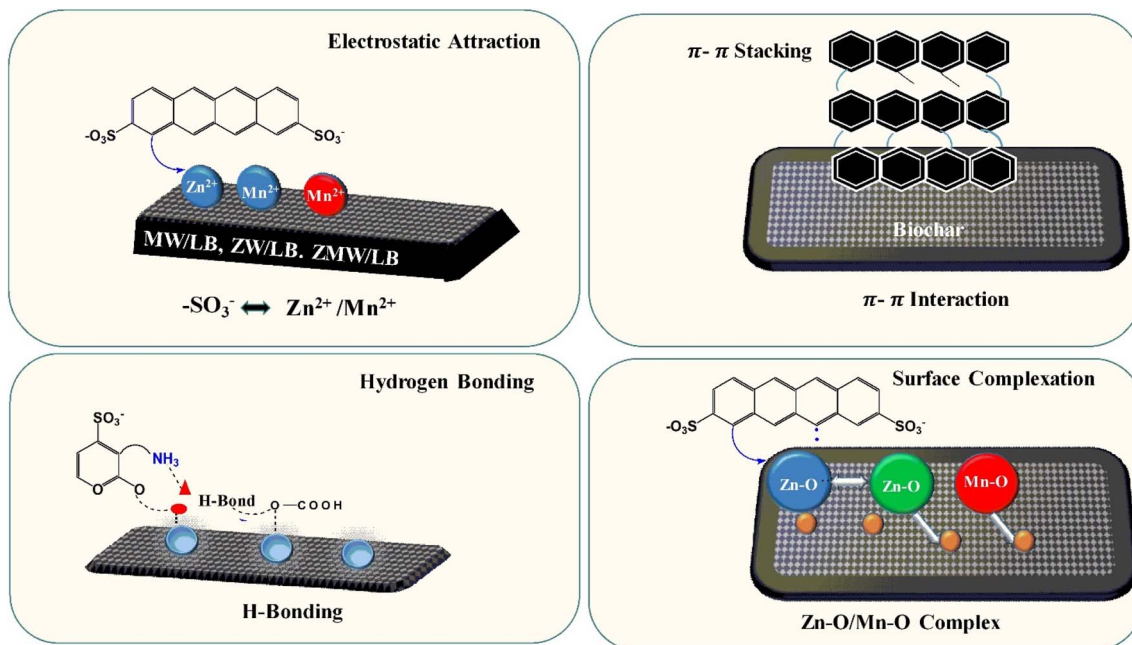 Electrostatic Attraction
-O₃S
SO₃⁻
Zn²⁺
Mn²⁺
Mn²⁺
MW/LB, ZW/LB. ZMW/LB
-SO₃⁻ ⇔ Zn²⁺ /Mn²⁺
π- π Stacking
Biochar
π- π Interaction
Hydrogen Bonding
SO₃⁻
NH₃
O
O
H-Bond
O—COOH
H-Bonding
Surface Complexation
-O₃S
SO₃⁻
Zn-O
Zn-O
Mn-O
Zn-O/Mn-O Complex